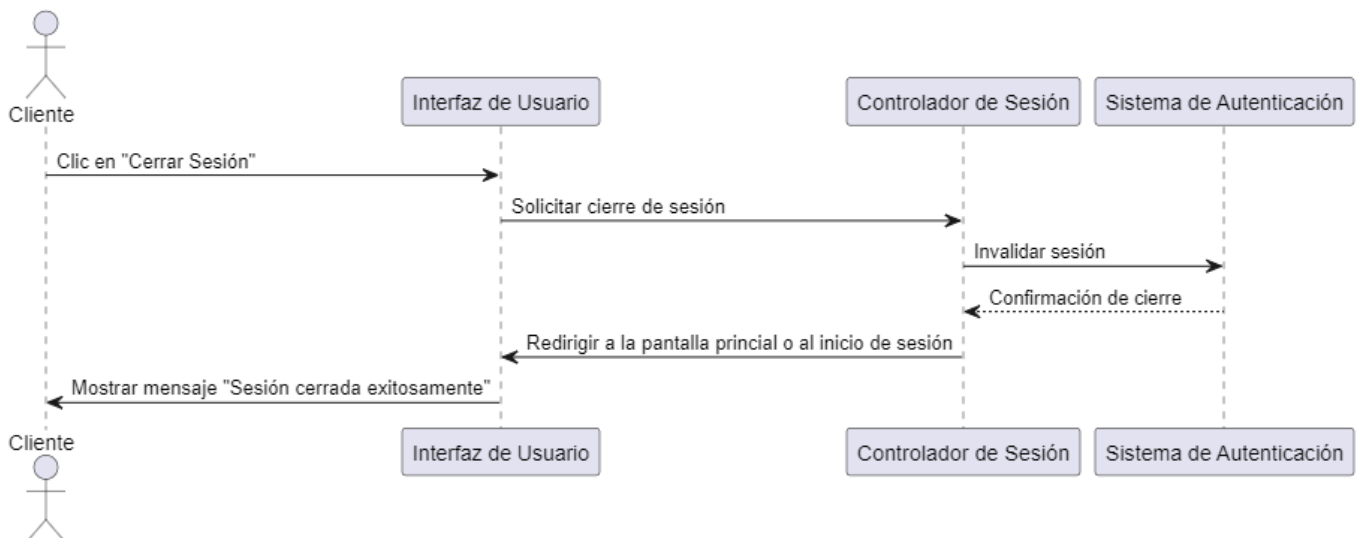 Cliente
Interfaz de Usuario
Controlador de Sesión
Sistema de Autenticación
Clic en "Cerrar Sesión"
Solicitar cierre de sesión
Invalidar sesión
Confirmación de cierre
Redirigir a la pantalla princial o al inicio de sesión
Mostrar mensaje "Sesión cerrada exitosamente"
Cliente
Interfaz de Usuario
Controlador de Sesión
Sistema de Autenticación